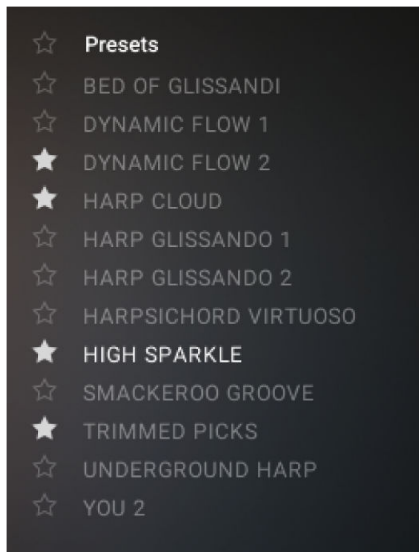 Presets
BED OF GLISSANDI
DYNAMIC FLOW 1
DYNAMIC FLOW 2
HARP CLOUD
HARP GLISSANDO 1
HARP GLISSANDO 2
HARPSICHORD VIRTUOSO
HIGH SPARKLE
SMACKEROO GROOVE
TRIMMED PICKS
UNDERGROUND HARP
YOU 2